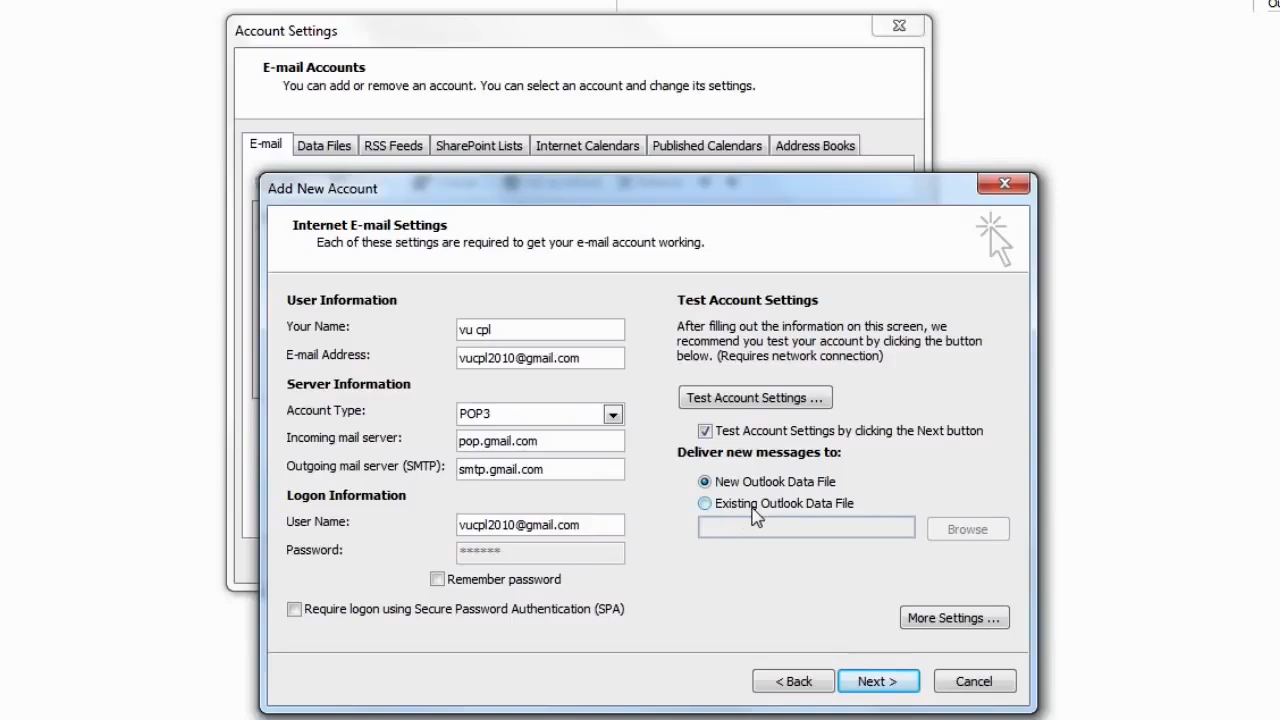 Account Settings
E-mail Accounts
You can add or remove an account. You can select an account and change its settings.
E-mail Data Files RSS Feeds SharePoint Lists Internet Calendars Published Calendars Address Books
Add New Account
Internet E-mail Settings
Each of these settings are required to get your e-mail account working.
User Information
Your Name: vu cpl
E-mail Address: vucpl2010@gmail.com
Server Information
Account Type: POP3
Incoming mail server: pop.gmail.com
Outgoing mail server (SMTP): smtp.gmail.com
Logon Information
User Name: vucpl2010@gmail.com
Password: ******
Remember password
Require logon using Secure Password Authentication (SPA)
Test Account Settings
After filling out the information on this screen, we
recommend you test your account by clicking the button
below. (Requires network connection)
Test Account Settings ...
Test Account Settings by clicking the Next button
Deliver new messages to:
New Outlook Data File
Existing Outlook Data File
Browse
More Settings ...
< Back Next > Cancel